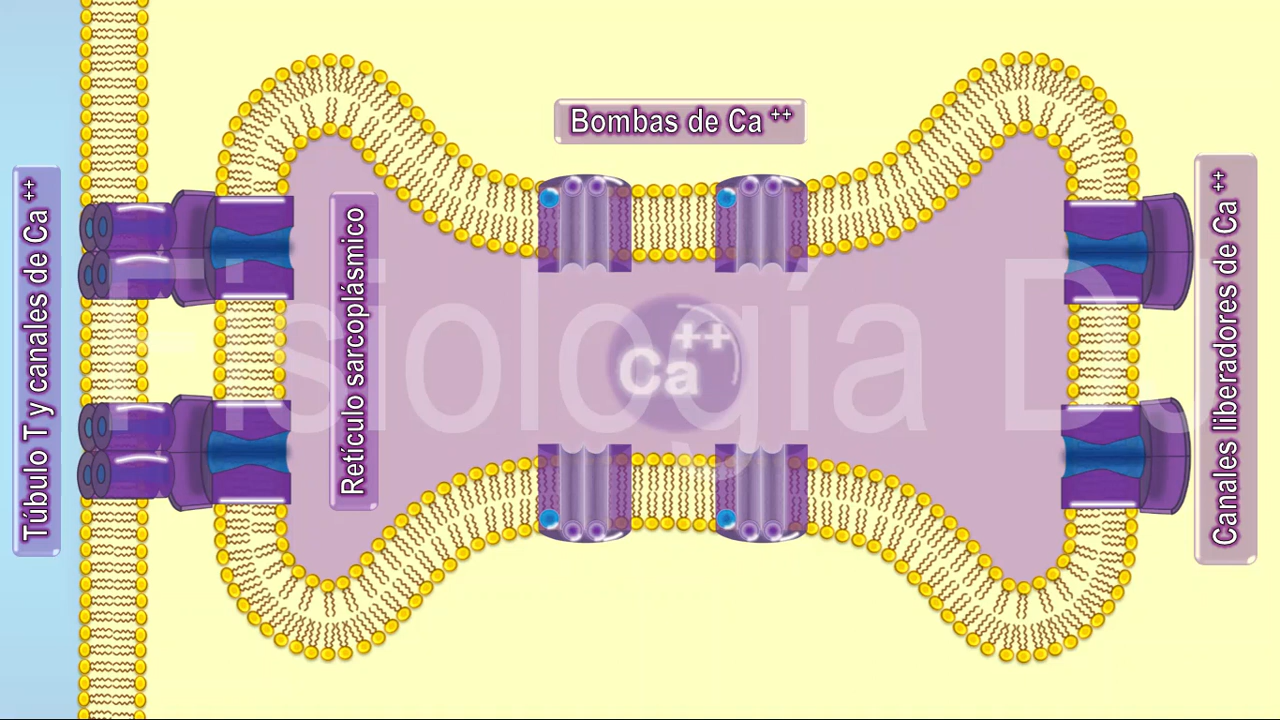 Túbulo T y canales de Ca ++
Retículo sarcoplásmico
Bombas de Ca ++
Ca ++
Canales liberadores de Ca ++
Fisiología